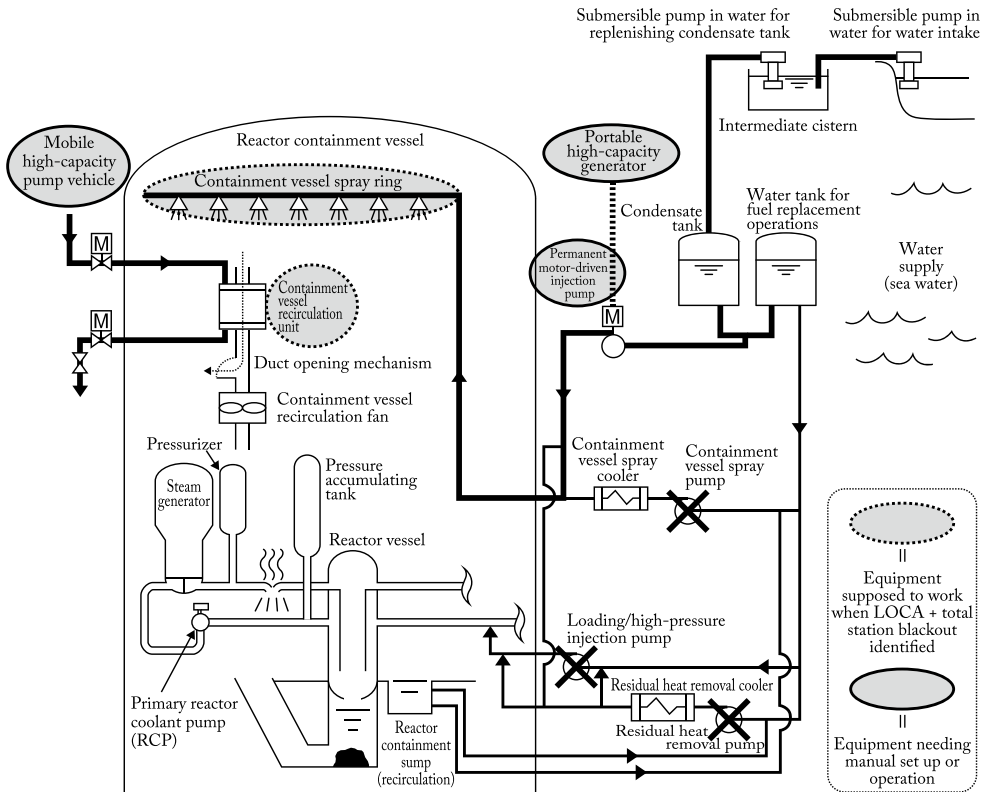 Submersible pump in water for
replenishing condensate tank
Submersible pump in
water for water intake
Intermediate cistern
Mobile
high-capacity
pump vehicle
Reactor containment vessel
Containment vessel spray ring
Portable
high-capacity
generator
Condensate
tank
Water tank for
fuel replacement
operations
Permanent
motor-driven
injection
pump
M
M
M
Water
supply
(sea water)
Containment
vessel
recirculation
unit
Duct opening mechanism
Containment vessel
recirculation fan
Pressurizer
Steam
generator
Pressure
accumulating
tank
Reactor vessel
Containment
vessel spray
cooler
Containment
vessel spray
pump
Loading/high-pressure
injection pump
Residual heat removal cooler
Residual heat
removal pump
Primary reactor
coolant pump
(RCP)
Reactor
containment
sump
(recirculation)
=
Equipment
supposed to work
when LOCA + total
station blackout
identified
=
Equipment needing
manual set up or
operation